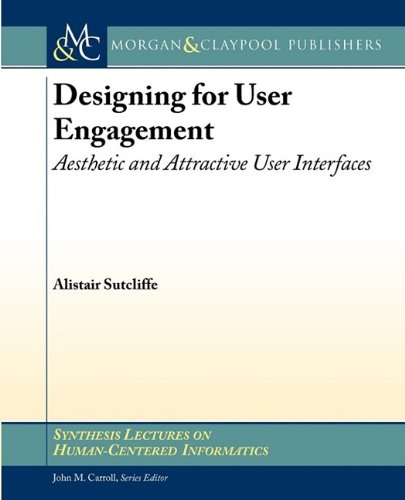 M
&C
MORGAN&CLAYPOOL PUBLISHERS
Designing for User
Engagement
Aesthetic and Attractive User Interfaces
Alistair Sutcliffe
SYNTHESIS LECTURES ON
HUMAN-CENTERED INFORMATICS
John M. Carroll, Series Editor